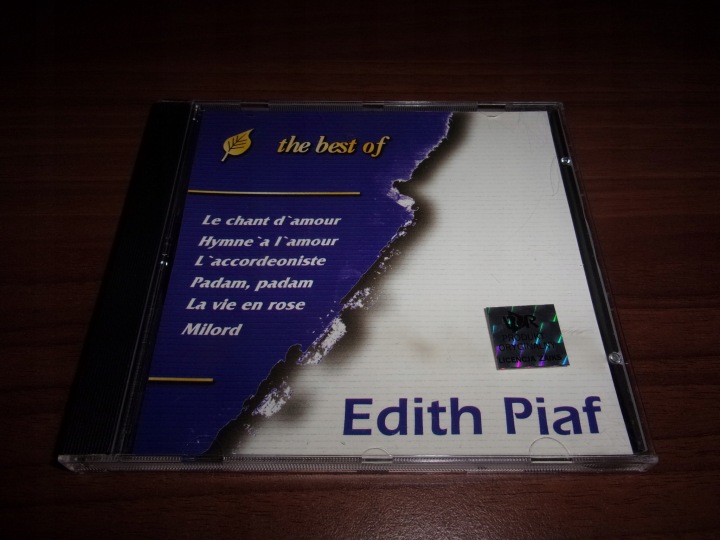 the best of
Le chant d`amour
Hymne`a l`amour
L`accordeoniste
Padam, padam
La vie en rose
Milord
Edith Piaf